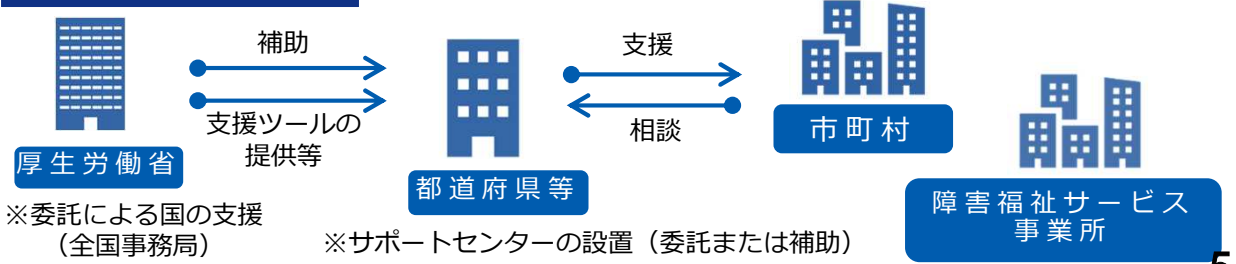 補助
支援ツールの
提供等
厚生労働省
※委託による国の支援
（全国事務局）
支援
相談
都道府県等
※サポートセンターの設置（委託または補助）
市町村
障害福祉サービス
事業所
5